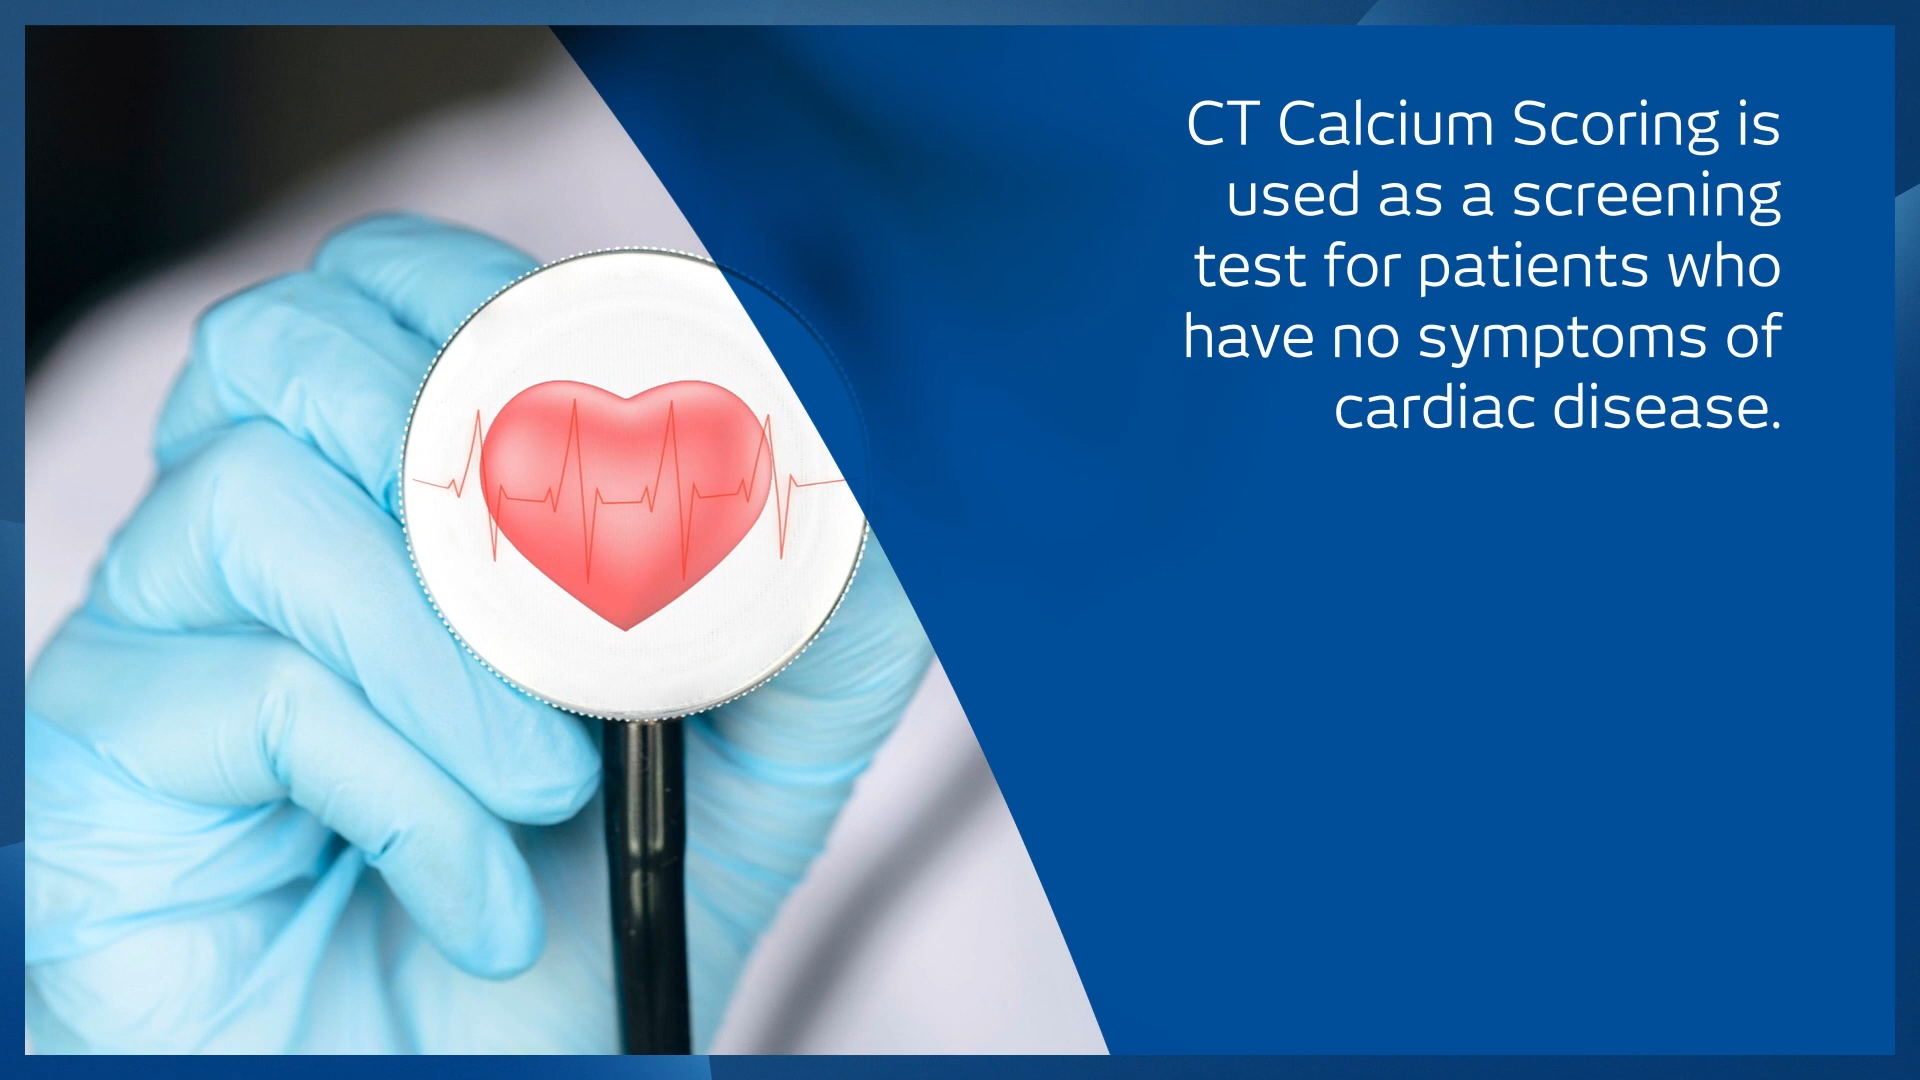 CT Calcium Scoring is
used as a screening
test for patients who
have no symptoms of
cardiac disease.